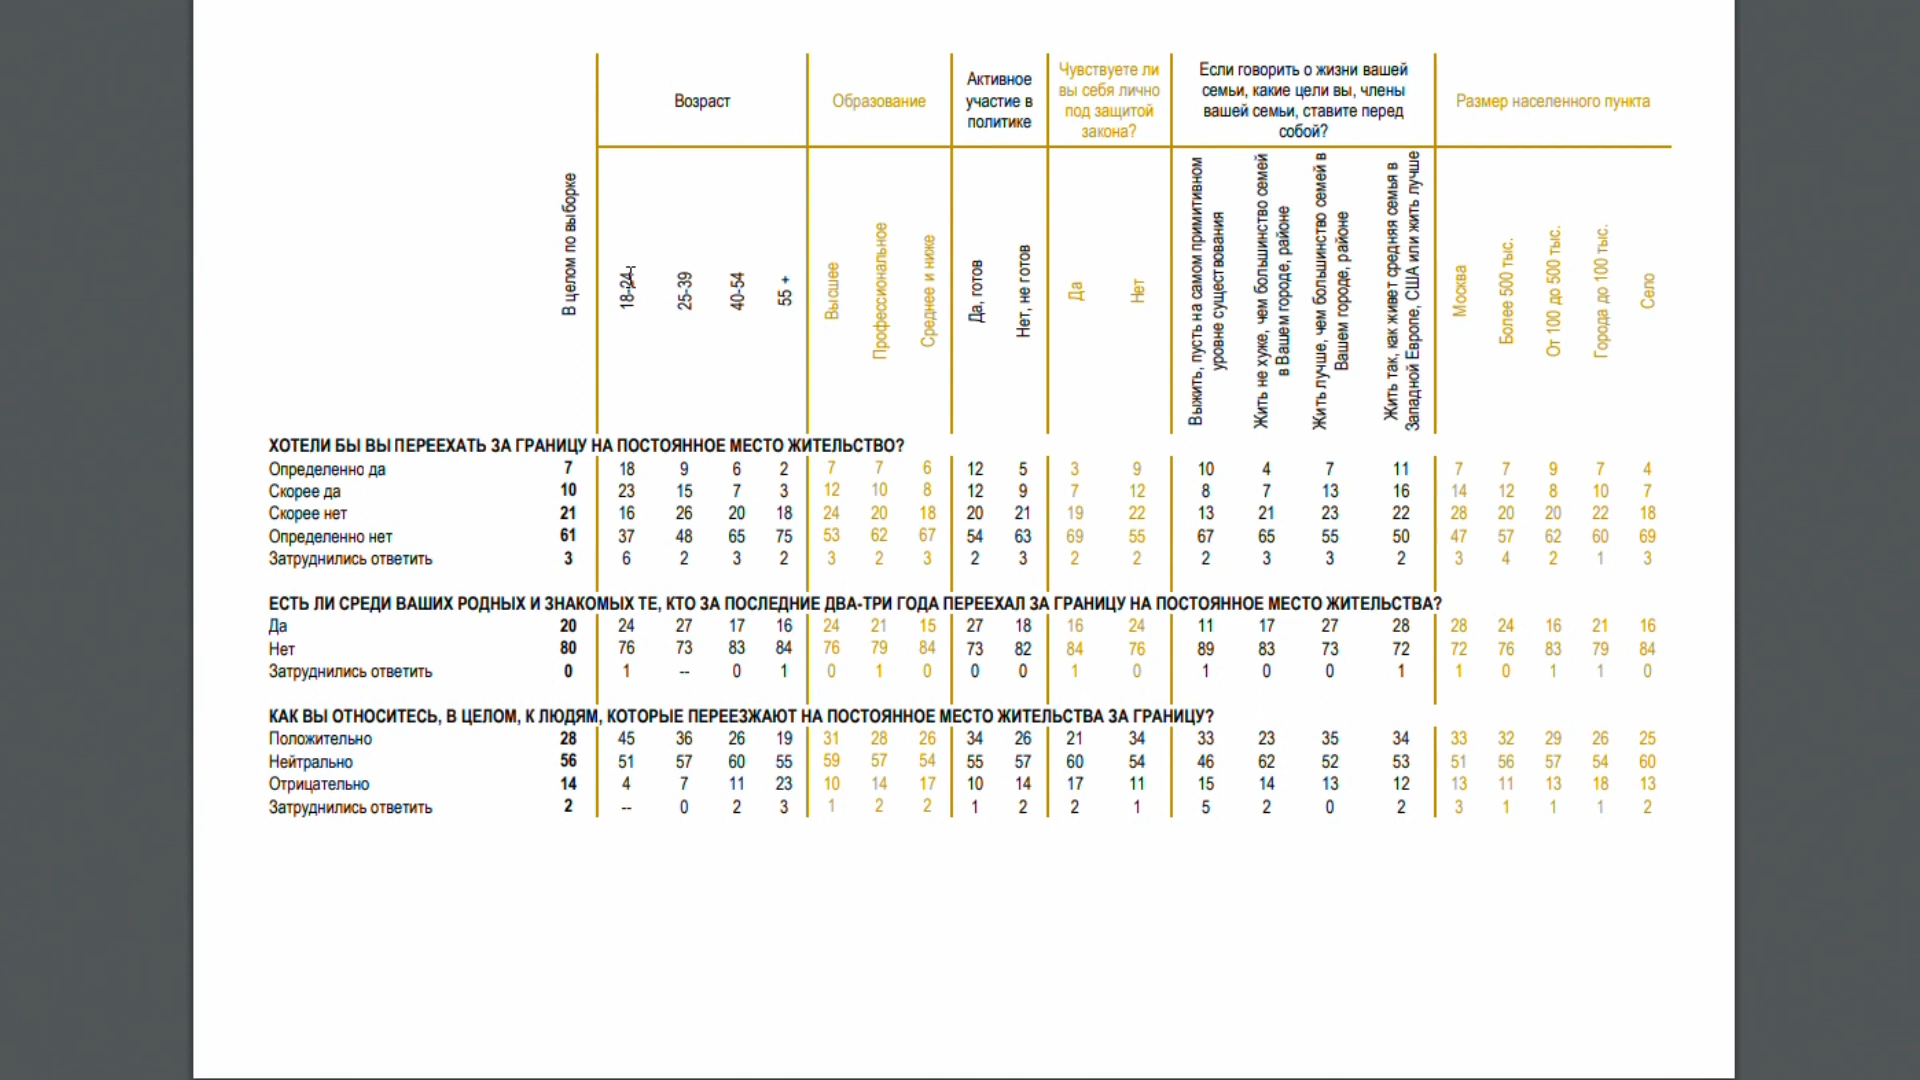 Возраст
Образование
Активное
участие в
политике
Чувствуете ли
вы себя лично
под защитой
закона?
Если говорить о жизни вашей
семьи, какие цели вы, члены
вашей семьи, ставите перед
собой?
Размер населенного пункта
В целом по выборке
18-24
25-39
40-54
55 +
Высшее
Профессиональное
Среднее и ниже
Да, готов
Нет, не готов
Да
Нет
Выжить, пусть на самом примитивном
уровне существования
Жить не хуже, чем большинство семей
в Вашем городе, районе
Жить лучше, чем большинство семей в
Вашем городе, районе
Жить так, как живет средняя семья в
Западной Европе, США или жить лучше
Москва
Более 500 тыс.
От 100 до 500 тыс.
Города до 100 тыс.
Село
ХОТЕЛИ БЫ ВЫ ПЕРЕЕХАТЬ ЗА ГРАНИЦУ НА ПОСТОЯННОЕ МЕСТО ЖИТЕЛЬСТВО?
Определенно да 7 18 9 6 2 7 7 6 12 5 3 9 10 4 7 11 7 7 9 7 4
Скорее да 10 23 15 7 3 12 10 8 12 9 7 12 8 7 13 16 14 12 8 10 7
Скорее нет 21 16 26 20 18 24 20 18 20 21 19 22 13 21 23 22 28 20 20 22 18
Определенно нет 61 37 48 65 75 53 62 67 54 63 69 55 67 65 55 50 47 57 62 60 69
Затруднились ответить 3 6 2 3 2 3 2 3 2 3 2 2 2 3 3 2 3 4 2 1 3
ЕСТЬ ЛИ СРЕДИ ВАШИХ РОДНЫХ И ЗНАКОМЫХ ТЕ, КТО ЗА ПОСЛЕДНИЕ ДВА-ТРИ ГОДА ПЕРЕЕХАЛ ЗА ГРАНИЦУ НА ПОСТОЯННОЕ МЕСТО ЖИТЕЛЬСТВА?
Да 20 24 27 17 16 24 21 15 27 18 16 24 11 17 27 28 28 24 16 21 16
Нет 80 76 73 83 84 76 79 84 73 82 84 76 89 83 73 72 72 76 83 79 84
Затруднились ответить 0 1 -- 0 1 0 1 0 0 0 1 0 1 0 0 1 1 0 1 1 0
КАК ВЫ ОТНОСИТЕСЬ, В ЦЕЛОМ, К ЛЮДЯМ, КОТОРЫЕ ПЕРЕЕЗЖАЮТ НА ПОСТОЯННОЕ МЕСТО ЖИТЕЛЬСТВА ЗА ГРАНИЦУ?
Положительно 28 45 36 26 19 31 28 26 34 26 21 34 33 23 35 34 33 32 29 26 25
Нейтрально 56 51 57 60 55 59 57 54 55 57 60 54 46 62 52 53 51 56 57 54 60
Отрицательно 14 4 7 11 23 10 14 17 10 14 17 11 15 14 13 12 13 11 13 18 13
Затруднились ответить 2 -- 0 2 3 1 2 2 1 2 2 1 5 2 0 2 3 1 1 1 2